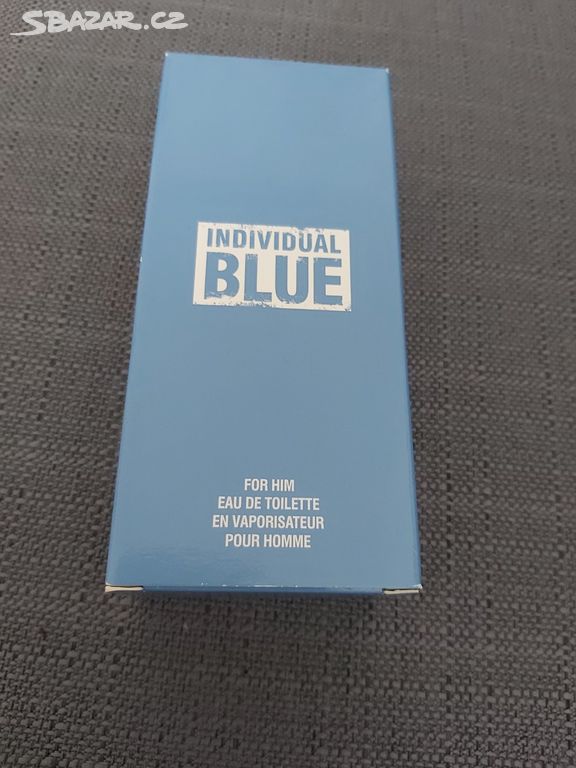 SBAZAR.CZ
INDIVIDUAL
BLUE
FOR HIM
EAU DE TOILETTE
EN VAPORISATEUR
POUR HOMME